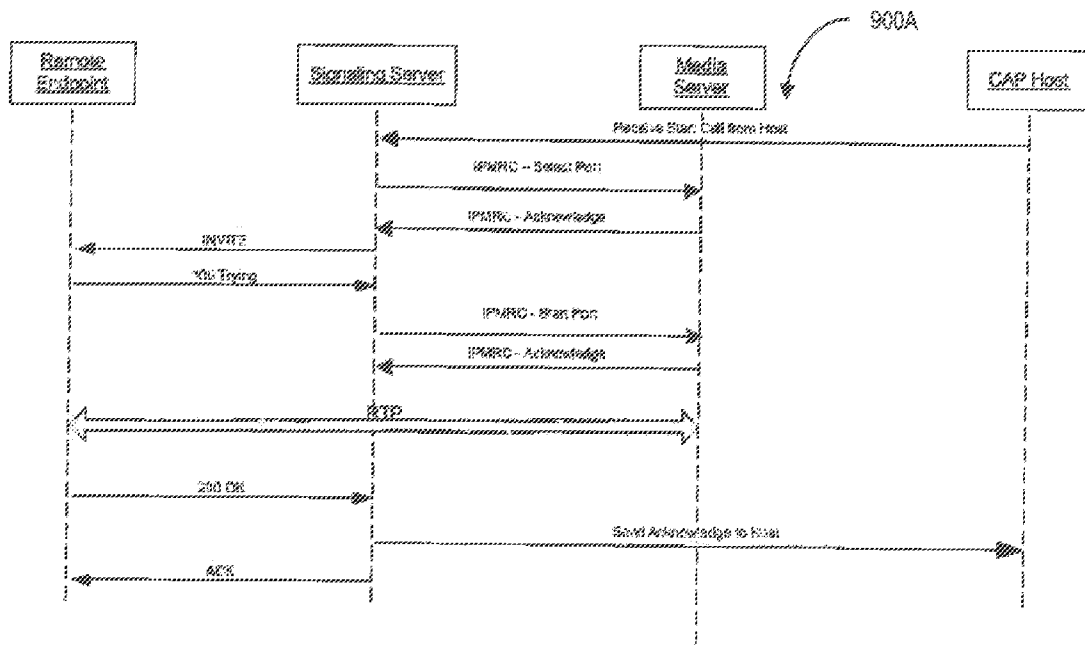 900A
Remote
Endpoint
Signaling Server
Media
Server
CAP Host
Receive Start Call from Host
IPMRC - Select Port
IPMRC - Acknowledge
INVITE
100 Trying
IPMRC - Start Port
IPMRC - Acknowledge
RTP
200 OK
Send Acknowledge to Host
ACK